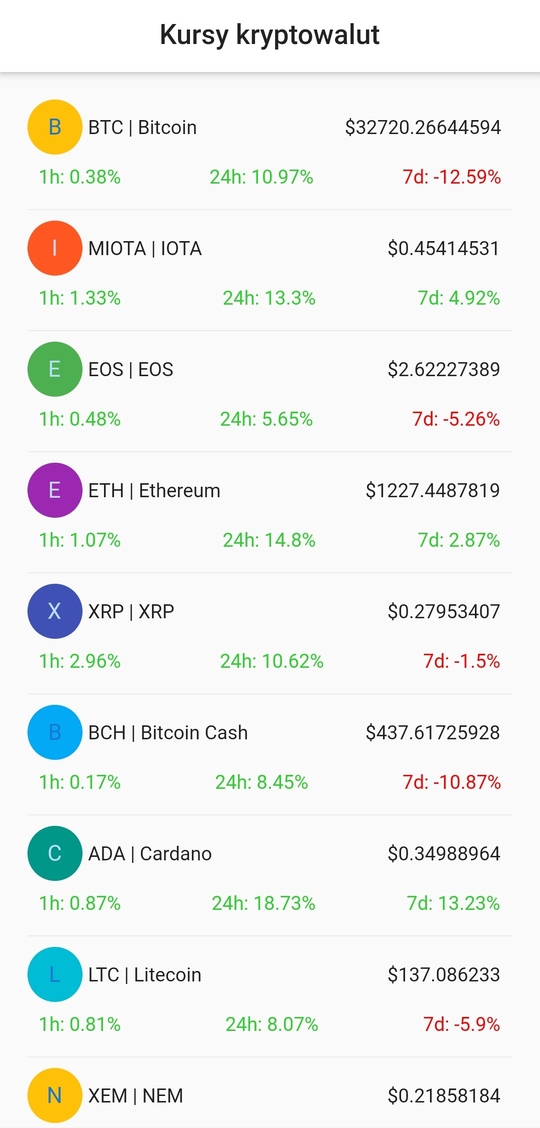 Kursy kryptowalut
B BTC | Bitcoin $32720.26644594
1h: 0.38% 24h: 10.97% 7d: -12.59%
I MIOTA | IOTA $0.45414531
1h: 1.33% 24h: 13.3% 7d: 4.92%
E EOS | EOS $2.62227389
1h: 0.48% 24h: 5.65% 7d: -5.26%
E ETH | Ethereum $1227.4487819
1h: 1.07% 24h: 14.8% 7d: 2.87%
X XRP | XRP $0.27953407
1h: 2.96% 24h: 10.62% 7d: -1.5%
B BCH | Bitcoin Cash $437.61725928
1h: 0.17% 24h: 8.45% 7d: -10.87%
C ADA | Cardano $0.34988964
1h: 0.87% 24h: 18.73% 7d: 13.23%
L LTC | Litecoin $137.086233
1h: 0.81% 24h: 8.07% 7d: -5.9%
N XEM | NEM $0.21858184